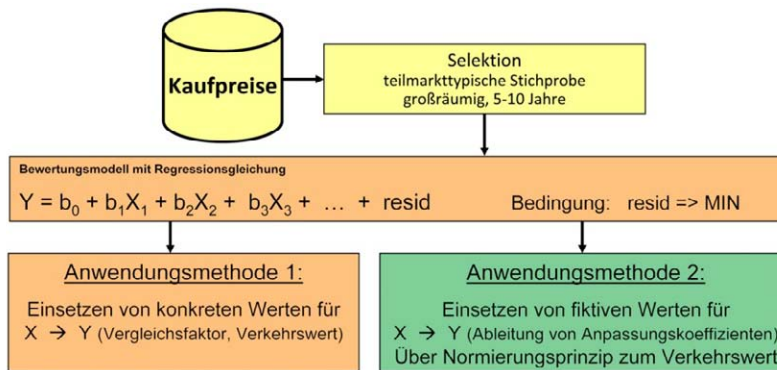 Kaufpreise
Selektion
teilmarkttypische Stichprobe
großräumig, 5-10 Jahre
Bewertungsmodell mit Regressionsgleichung
Y = b₀ + b₁X₁ + b₂X₂ + b₃X₃ + … + resid Bedingung: resid => MIN
Anwendungsmethode 1:
Einsetzen von konkreten Werten für
X → Y (Vergleichsfaktor, Verkehrswert)
Anwendungsmethode 2:
Einsetzen von fiktiven Werten für
X → Y (Ableitung von Anpassungskoeffizienten)
Über Normierungsprinzip zum Verkehrswert